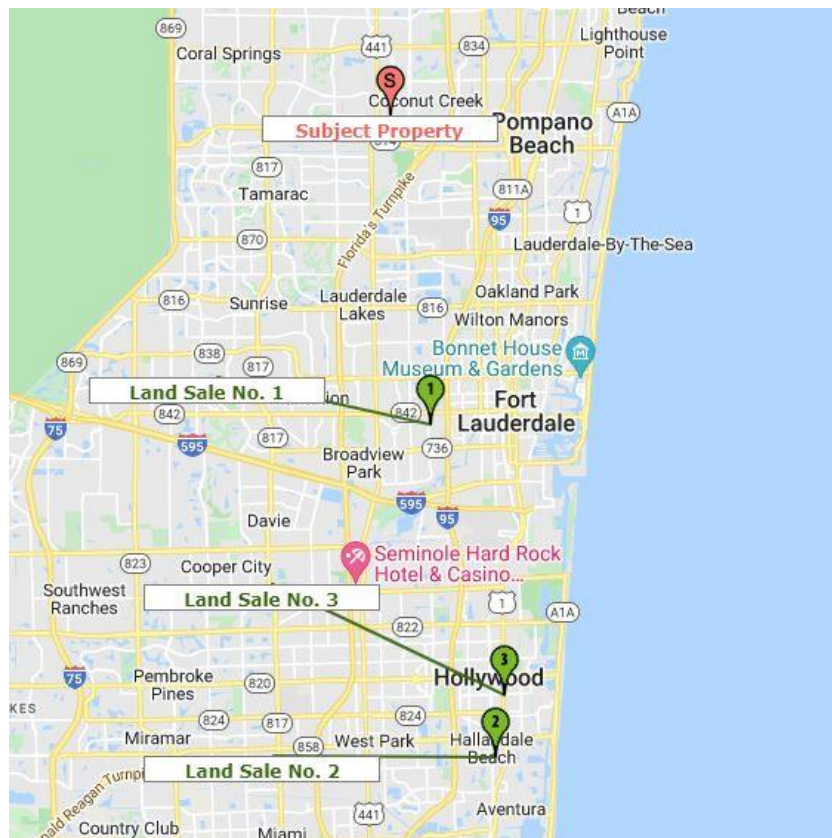 869
441
834
Beach
Lighthouse
Point
Coral Springs
S
Coconut Creek
Subject Property
Pompano
Beach
A1A
817
Tamarac
811A
95
1
Florida's Turnpike
870
Lauderdale-By-The-Sea
816
Sunrise
Lauderdale
Lakes
816
Oakland Park
Wilton Manors
869
838
817
Bonnet House
Museum & Gardens
Land Sale No. 1
ion
1
842
842
Fort
Lauderdale
75
595
817
736
Broadview
Park
595
95
Davie
823
Cooper City
Seminole Hard Rock
Hotel & Casino...
Southwest
Ranches
Land Sale No. 3
1
A1A
822
3
Hollywood
75
Pembroke
Pines
820
KES
824
817
824
2
Miramar
858
West Park
Hallandale
Beach
Land Sale No. 2
nald Reagan Turnpi
441
Aventura
Country Club
Miami